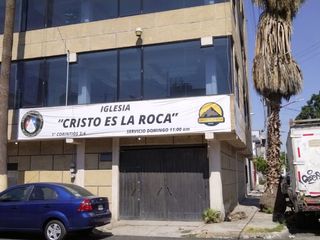 IGLESIA
"CRISTO ES LA ROCA"
1° CORINTIOS 3:4 SERVICIO DOMINGO 11:00 am